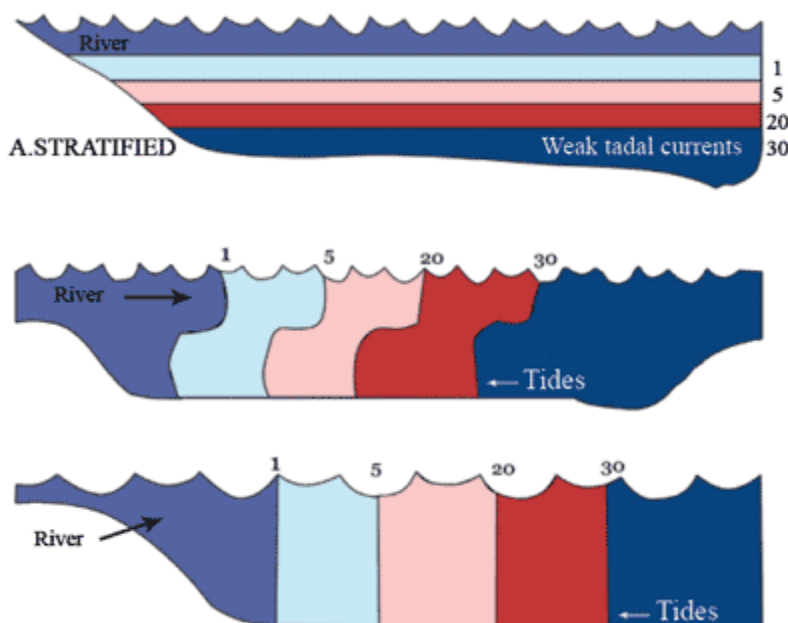 River
1
5
20
A.STRATIFIED
Weak tadal currents 30
1 5 20 30
River
← Tides
1 5 20 30
River
← Tides